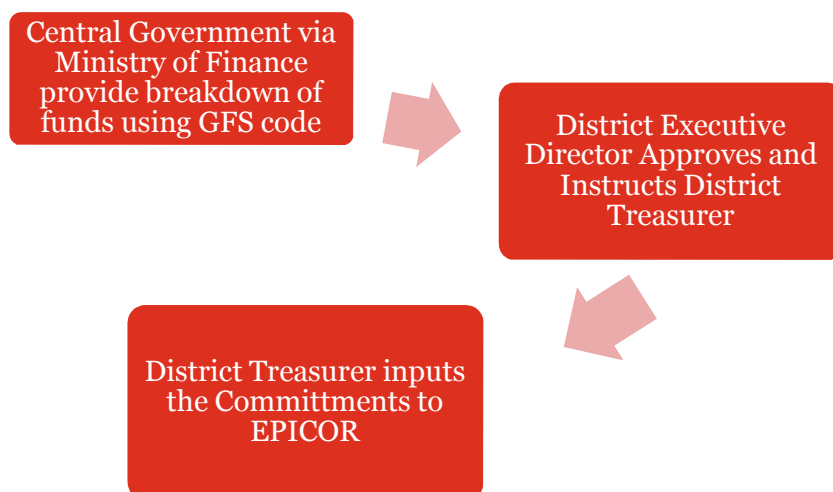 Central Government via
Ministry of Finance
provide breakdown of
funds using GFS code
District Executive
Director Approves and
Instructs District
Treasurer
District Treasurer inputs
the Committments to
EPICOR